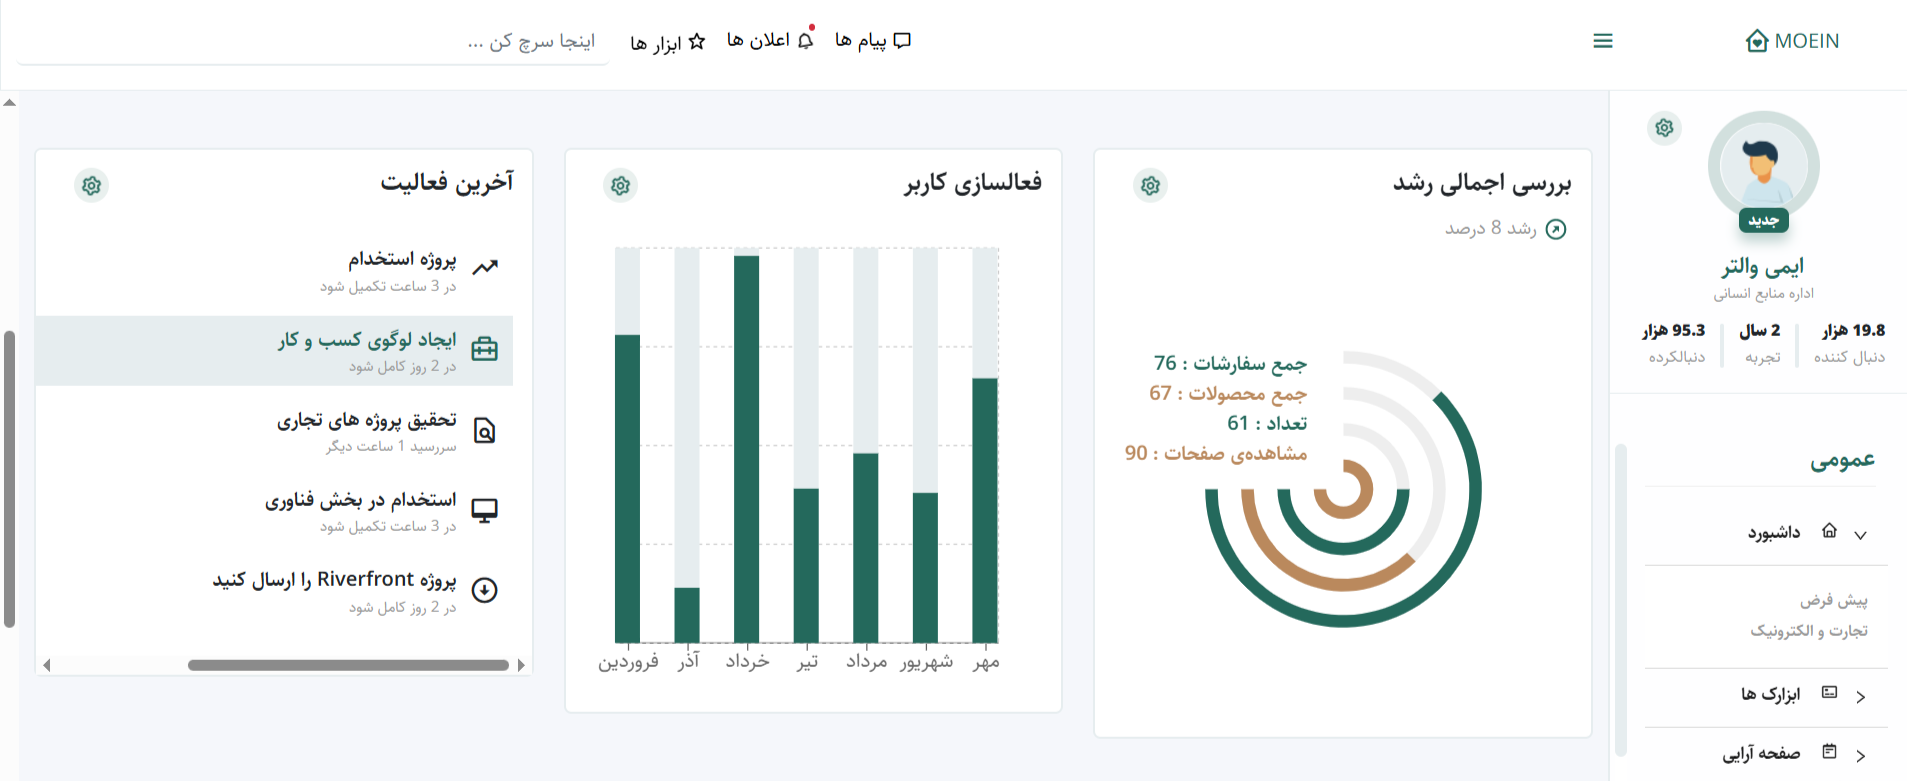 MOEIN
پیام ها
اعلان ها
ابزار ها
اینجا سرچ کن ...
جدید
ایمی والتر
اداره منابع انسانی
19.8 هزار
دنبال کننده
2 سال
تجربه
95.3 هزار
دنبالکرده
عمومی
داشبورد
پیش فرض
تجارت و الکترونیک
ابزارک ها
صفحه آرایی
بررسی اجمالی رشد
رشد 8 درصد
جمع سفارشات : 76
جمع محصولات : 67
تعداد : 61
مشاهده‌ی صفحات : 90
فعالسازی کاربر
فروردین آذر خرداد تیر مرداد شهریور مهر
آخرین فعالیت
پروژه استخدام
در 3 ساعت تکمیل شود
ایجاد لوگوی کسب و کار
در 2 روز کامل شود
تحقیق پروژه های تجاری
سررسید 1 ساعت دیگر
استخدام در بخش فناوری
در 3 ساعت تکمیل شود
پروژه Riverfront را ارسال کنید
در 2 روز کامل شود